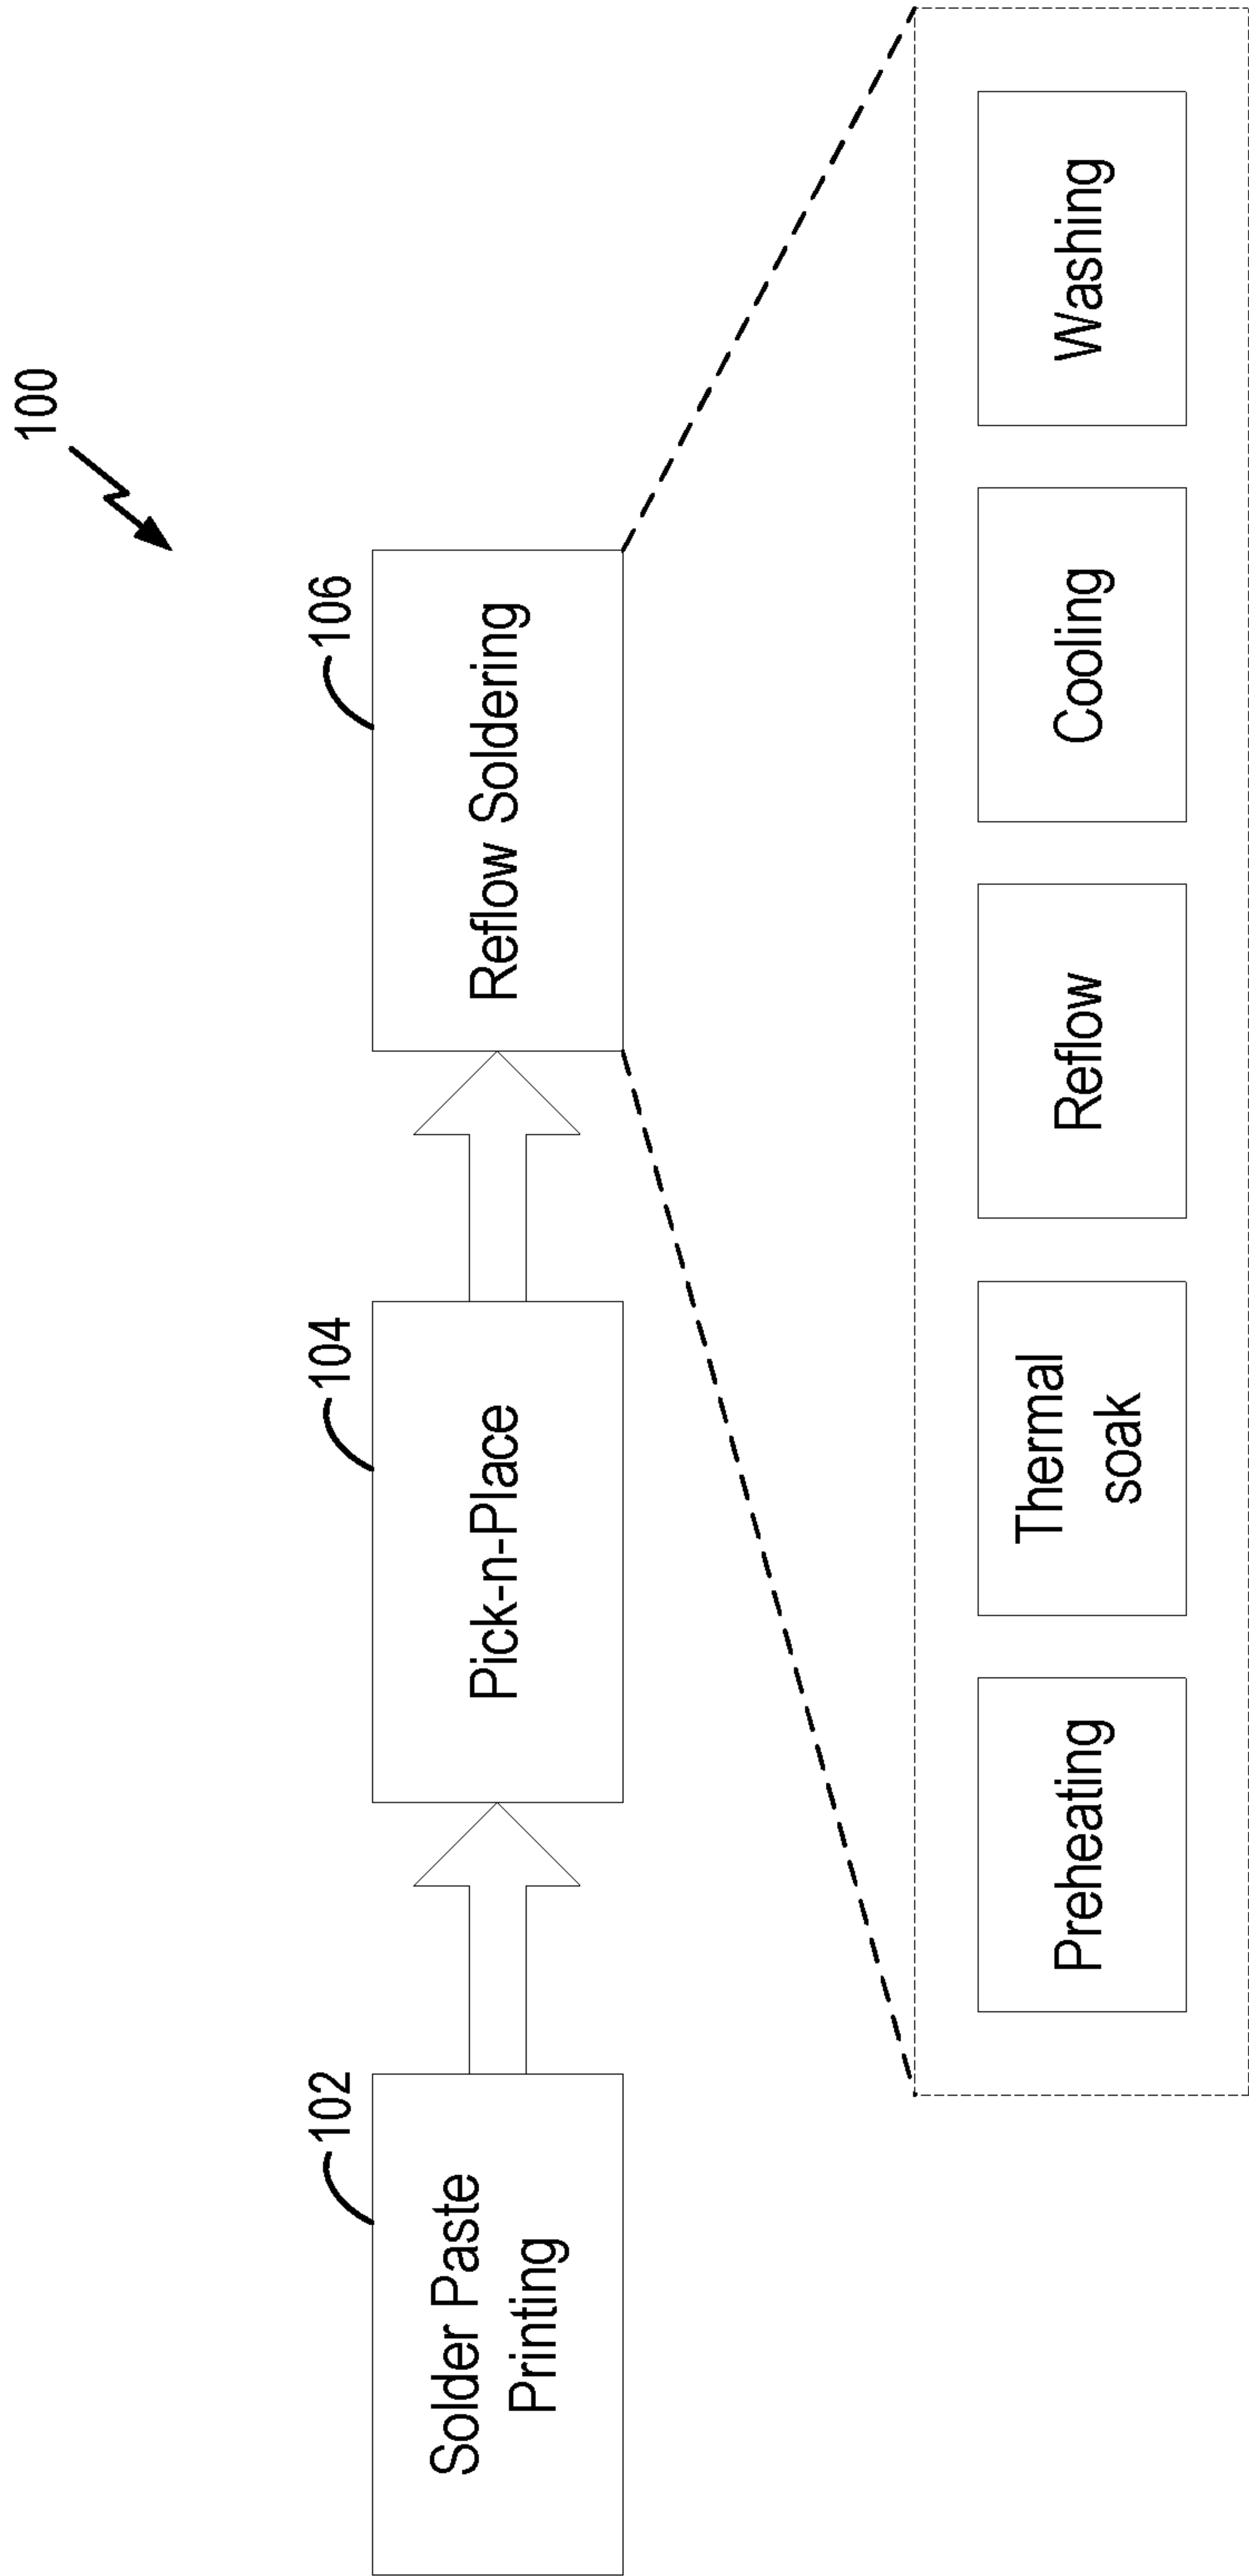 100
102
Solder Paste
Printing
104
Pick-n-Place
106
Reflow Soldering
Preheating
Thermal
soak
Reflow
Cooling
Washing